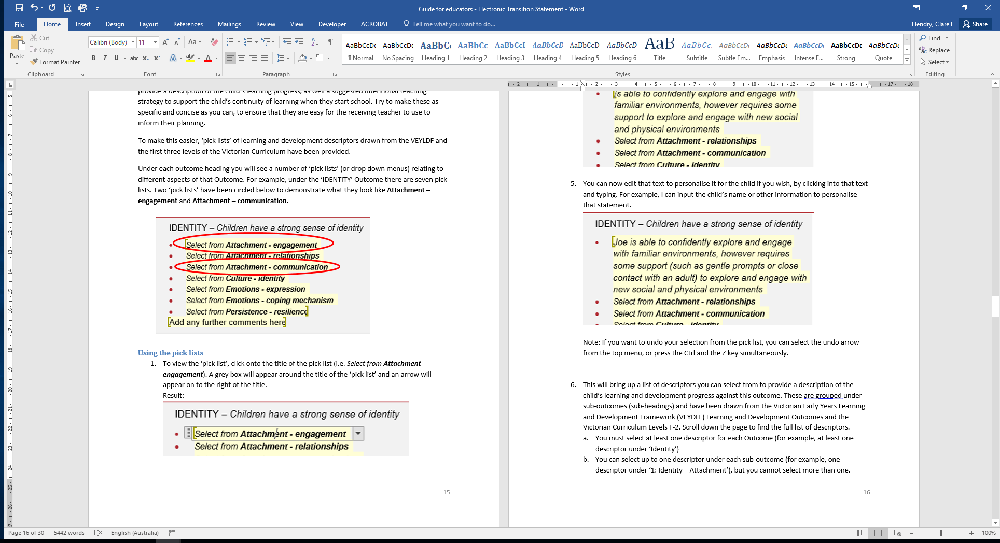 Guide for educators - Electronic Transition Statement - Word
File Home Insert Design Layout References Mailings Review View Developer ACROBAT Tell me what you want to do... Hendry, Clare L Share
Paste
Cut
Copy
Format Painter
Clipboard
Calibri (Body) 11
Font
Paragraph
AaBbCcDc AaBbCcDc AaBbC AaBbCc AaBbCcI AaBbCcD AaBbCcD AaBbCcD AaB AaBbCc. AaBbCcDc AaBbCcDc AaBbCcDc AaBbCcDc AaBbCcDc
¶ Normal No Spacing Heading 1 Heading 2 Heading 3 Heading 4 Heading 5 Heading 6 Title Subtitle Subtle Em... Emphasis Intense E... Strong Quote
Styles
Find
Replace
Select
Editing
provide a description of the child's learning progress, as well a suggested intentional teaching
strategy to support the child's continuity of learning when they start school. Try to make these as
specific and concise as you can, to ensure that they are easy for the receiving teacher to use to
inform their planning.
To make this easier, 'pick lists' of learning and development descriptors drawn from the VEYLDF and
the first three levels of the Victorian Curriculum have been provided.
Under each outcome heading you will see a number of 'pick lists' (or drop down menus) relating to
different aspects of that Outcome. For example, under the 'IDENTITY' Outcome there are seven pick
lists. Two 'pick lists' have been circled below to demonstrate what they look like Attachment –
engagement and Attachment – communication.
IDENTITY – Children have a strong sense of identity
• Select from Attachment - engagement
• Select from Attachment - relationships
• Select from Attachment - communication
• Select from Culture - identity
• Select from Emotions - expression
• Select from Emotions - coping mechanism
• Select from Persistence - resilience
Add any further comments here
Using the pick lists
1. To view the 'pick list', click onto the title of the pick list (i.e. Select from Attachment -
engagement). A grey box will appear around the title of the 'pick list' and an arrow will
appear on to the right of the title.
Result:
IDENTITY – Children have a strong sense of identity
• Select from Attachment - engagement
• Select from Attachment - relationships
15
• is able to confidently explore and engage with
familiar environments, however requires some
support to explore and engage with new social
and physical environments
• Select from Attachment - relationships
• Select from Attachment - communication
• Select from Culture - identity
5. You can now edit that text to personalise it for the child if you wish, by clicking into that text
and typing. For example, I can input the child's name or other information to personalise
that statement.
IDENTITY – Children have a strong sense of identity
• Joe is able to confidently explore and engage
with familiar environments, however requires
some support (such as gentle prompts or close
contact with an adult) to explore and engage with
new social and physical environments
• Select from Attachment - relationships
• Select from Attachment - communication
• Select from Culture - identity
Note: If you want to undo your selection from the pick list, you can select the undo arrow
from the top menu, or press the Ctrl and the Z key simultaneously.
6. This will bring up a list of descriptors you can select from to provide a description of the
child's learning and development progress against this outcome. These are grouped under
sub-outcomes (sub-headings) and have been drawn from the Victorian Early Years Learning
and Development Framework (VEYDLF) Learning and Development Outcomes and the
Victorian Curriculum Levels F-2. Scroll down the page to find the full list of descriptors.
a. You must select at least one descriptor for each Outcome (for example, at least one
descriptor under 'Identity')
b. You can select up to one descriptor under each sub-outcome (for example, one
descriptor under '1: Identity – Attachment'), but you cannot select more than one.
16
Page 16 of 30 5442 words English (Australia) 100%